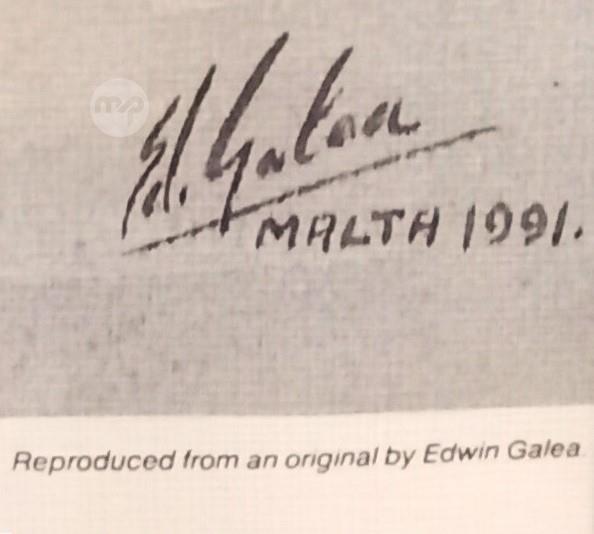 Ed. Galea
MALTA 1991.
Reproduced from an original by Edwin Galea.